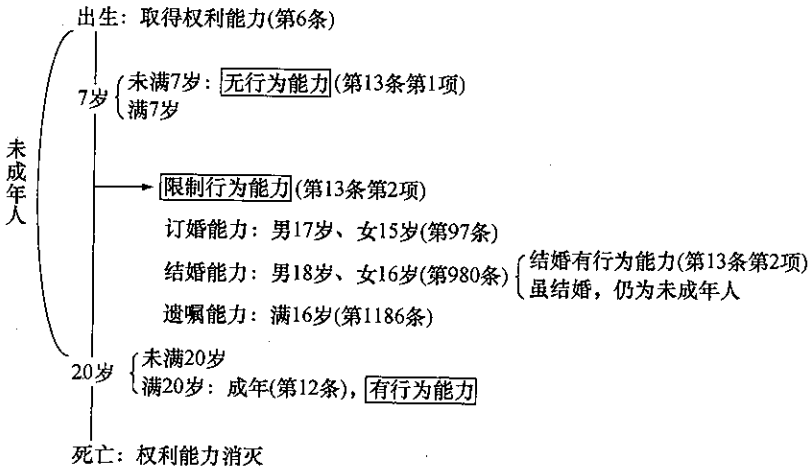 出生：取得权利能力(第6条)
未满7岁：无行为能力(第13条第1项)
7岁
满7岁
未成年人
限制行为能力(第13条第2项)
订婚能力：男17岁、女15岁(第97条)
结婚能力：男18岁、女16岁(第980条)
结婚有行为能力(第13条第2项)
虽结婚，仍为未成年人
遗嘱能力：满16岁(第1186条)
未满20岁
20岁
满20岁：成年(第12条)，有行为能力
死亡：权利能力消灭